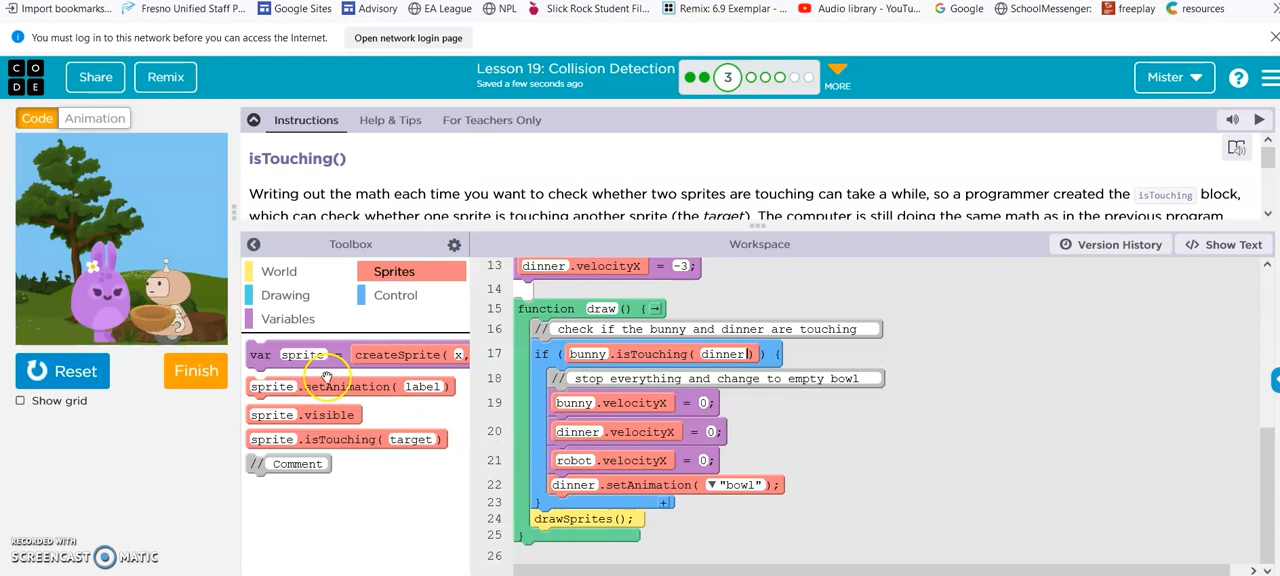 Import bookmarks... Fresno Unified Staff P... Google Sites Advisory EA League NPL Slick Rock Student Fil... Remix: 6.9 Exemplar - ... Audio library - YouTu... Google SchoolMessenger: freeplay resources
You must log in to this network before you can access the Internet. Open network login page
CO
DE
Share Remix
Lesson 19: Collision Detection
Saved a few seconds ago
3
MORE
Mister
?
Code Animation
Instructions Help & Tips For Teachers Only
isTouching()
Writing out the math each time you want to check whether two sprites are touching can take a while, so a programmer created the isTouching block,
which can check whether one sprite is touching another sprite (the target). The computer is still doing the same math as in the previous program,
Toolbox Workspace Version History </> Show Text
World Sprites
Drawing Control
Variables
var sprite = createSprite( x,
sprite.setAnimation( label)
sprite.visible
sprite.isTouching( target)
// Comment
13 dinner.velocityX = -3;
14
15 function draw() {
16 // check if the bunny and dinner are touching
17 if ( bunny.isTouching( dinner) ) {
18 // stop everything and change to empty bowl
19 bunny.velocityX = 0;
20 dinner.velocityX = 0;
21 robot.velocityX = 0;
22 dinner.setAnimation( "bowl");
23 } +
24 drawSprites();
25 }
26
Reset Finish
Show grid
RECORDED WITH
SCREENCAST MATIC